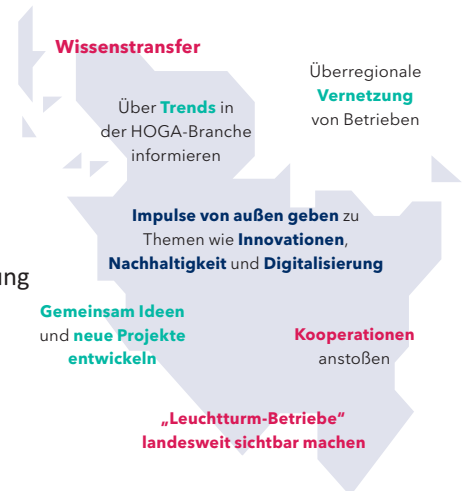 Wissenstransfer
Überregionale
Vernetzung
von Betrieben
Über Trends in
der HOGA-Branche
informieren
Impulse von außen geben zu
Themen wie Innovationen,
Nachhaltigkeit und Digitalisierung
ung
Gemeinsam Ideen
und neue Projekte
entwickeln
Kooperationen
anstoßen
„Leuchtturm-Betriebe“
landesweit sichtbar machen